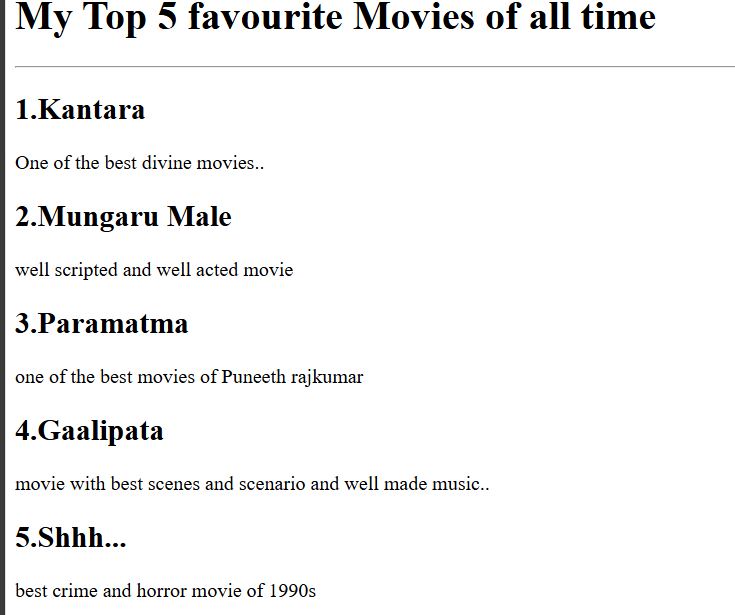 My Top 5 favourite Movies of all time
1.Kantara
One of the best divine movies..
2.Mungaru Male
well scripted and well acted movie
3.Paramatma
one of the best movies of Puneeth rajkumar
4.Gaalipata
movie with best scenes and scenario and well made music..
5.Shhh...
best crime and horror movie of 1990s